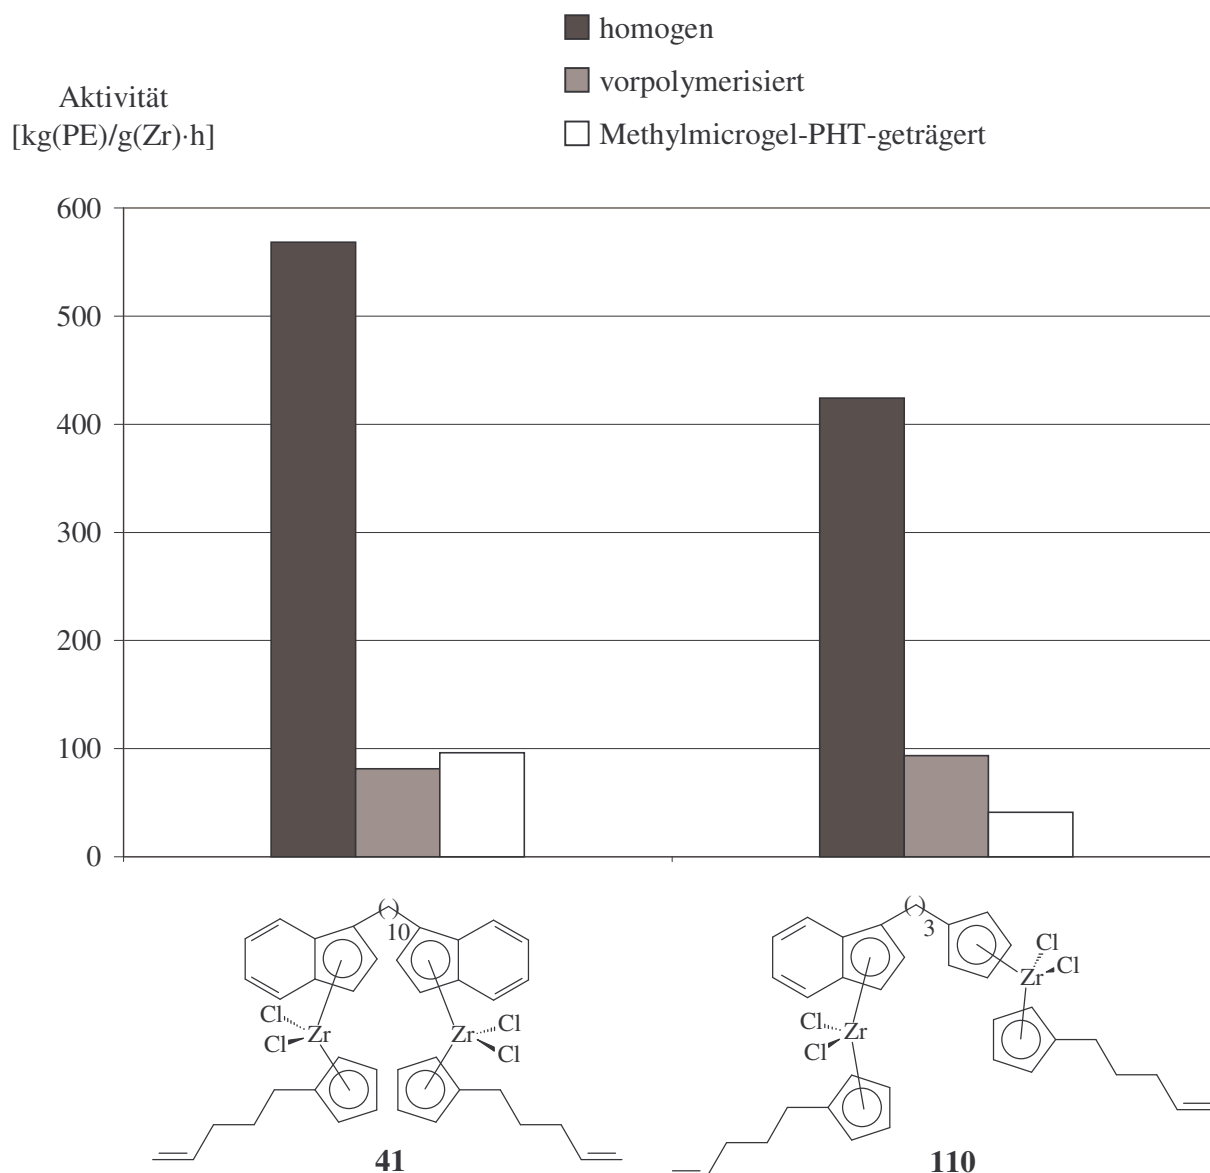 homogen
vorpolymerisiert
Methylmicrogel-PHT-geträgert
Aktivität
[kg(PE)/g(Zr)·h]
600
500
400
300
200
100
0
( )
10
Cl
Cl
Zr
Zr
Cl
Cl
41
( )
3
Cl
Cl
Zr
Cl
Cl
Zr
110